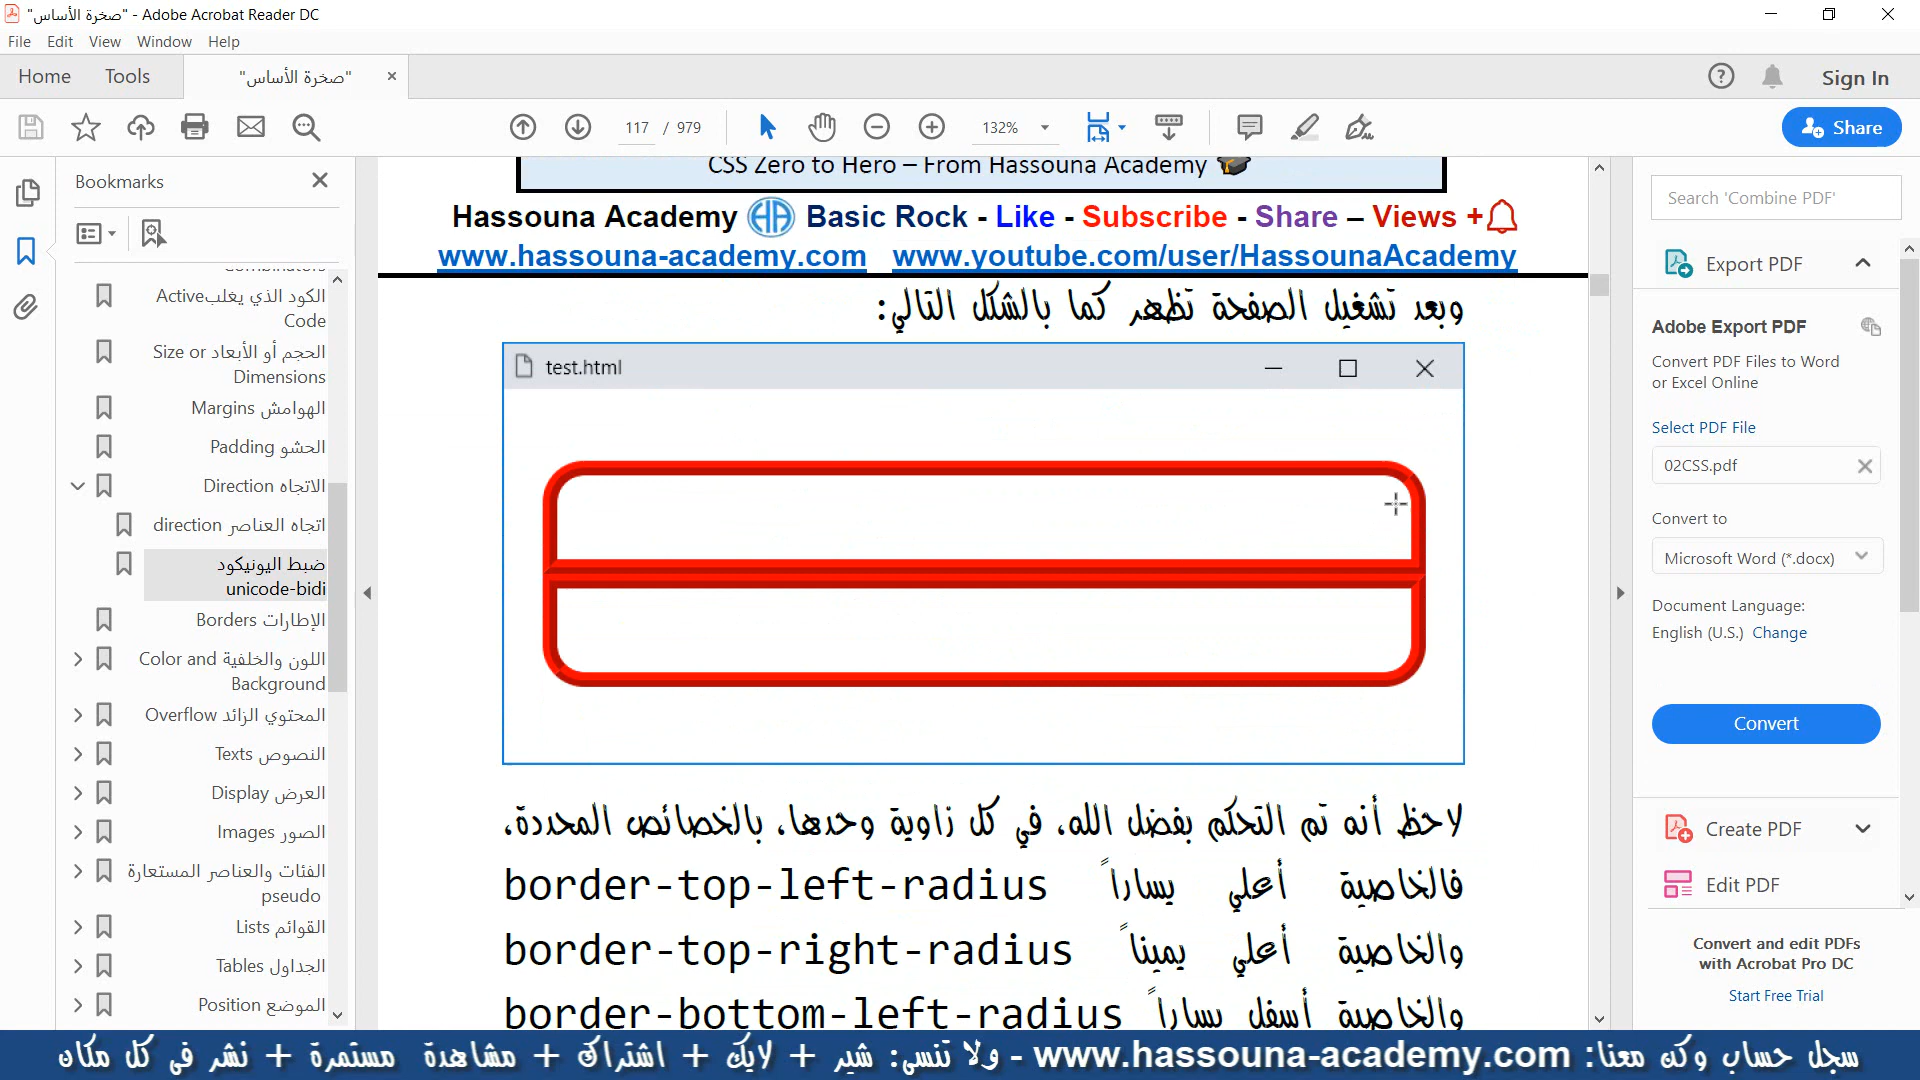 "صخرة الأساس" - Adobe Acrobat Reader DC
File Edit View Window Help
Home Tools "صخرة الأساس" Sign In
117 / 979 132% Share
Bookmarks
الكود الذي يغلب Active
Code
الحجم أو الأبعاد Size or
Dimensions
الهوامش Margins
الحشو Padding
الاتجاه Direction
اتجاه العناصر direction
ضبط اليونيكود
unicode-bidi
الإطارات Borders
اللون والخلفية Color and
Background
المحتوي الزائد Overflow
النصوص Texts
العرض Display
الصور Images
الفئات والعناصر المستعارة
pseudo
القوائم Lists
الجداول Tables
الموضع Position
CSS Zero to Hero – From Hassouna Academy
Hassouna Academy HA Basic Rock - Like - Subscribe - Share – Views +
www.hassouna-academy.com www.youtube.com/user/HassounaAcademy
وبعد تشغيل الصفحة تظهر كما بالشكل التالي:
test.html
لاحظ أنه تم التحكم بفضل الله، في كل زاوية وحدها، بالخصائص المحددة،
فالخاصية أعلي يساراً border-top-left-radius
والخاصية أعلي يميناً border-top-right-radius
والخاصية أسفل يساراً border-bottom-left-radius
Search 'Combine PDF'
Export PDF
Adobe Export PDF
Convert PDF Files to Word
or Excel Online
Select PDF File
02CSS.pdf
Convert to
Microsoft Word (*.docx)
Document Language:
English (U.S.) Change
Convert
Create PDF
Edit PDF
Convert and edit PDFs
with Acrobat Pro DC
Start Free Trial
سجل حساب وكن معنا: www.hassouna-academy.com - ولا تنسى: شير + لايك + اشتراك + مشاهدة مستمرة + نشر في كل مكان